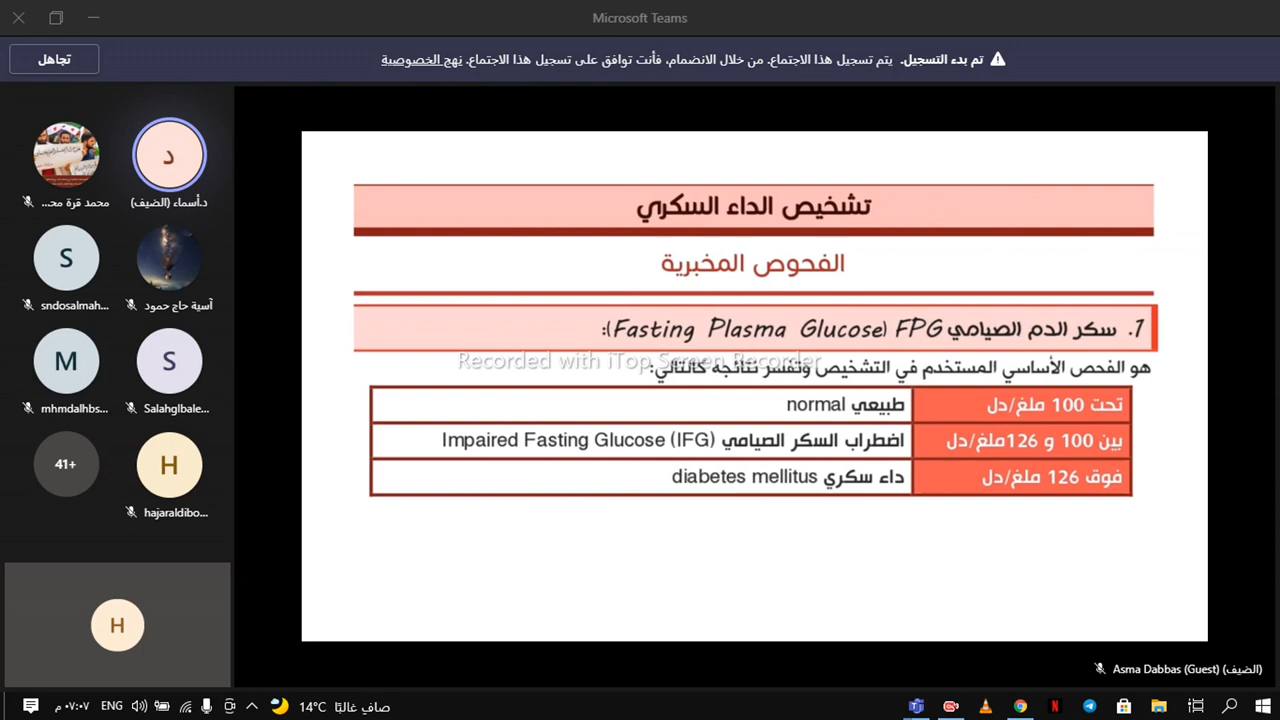 Microsoft Teams
تم بدء التسجيل. يتم تسجيل هذا الاجتماع. من خلال الانضمام، فأنت توافق على تسجيل هذا الاجتماع. نهج الخصوصية
تجاهل
د
د.أسماء (الضيف)
محمد قرة مح...
S
آسية حاج حمود
sndosalmah...
M
S
Salahglbale...
mhmdalhbs...
41+
H
hajaraldibo...
H
تشخيص الداء السكري
الفحوص المخبرية
1. سكر الدم الصيامي FPG (Fasting Plasma Glucose):
Recorded with iTop Screen Recorder
هو الفحص الأساسي المستخدم في التشخيص وتفسر نتائجه كالتالي:
تحت 100 ملغ/دل طبيعي normal
بين 100 و 126ملغ/دل اضطراب السكر الصيامي Impaired Fasting Glucose (IFG)
فوق 126 ملغ/دل داء سكري diabetes mellitus
Asma Dabbas (Guest) (الضيف)
٠٧:٠٧ م ENG 14°C صافٍ غالبًا